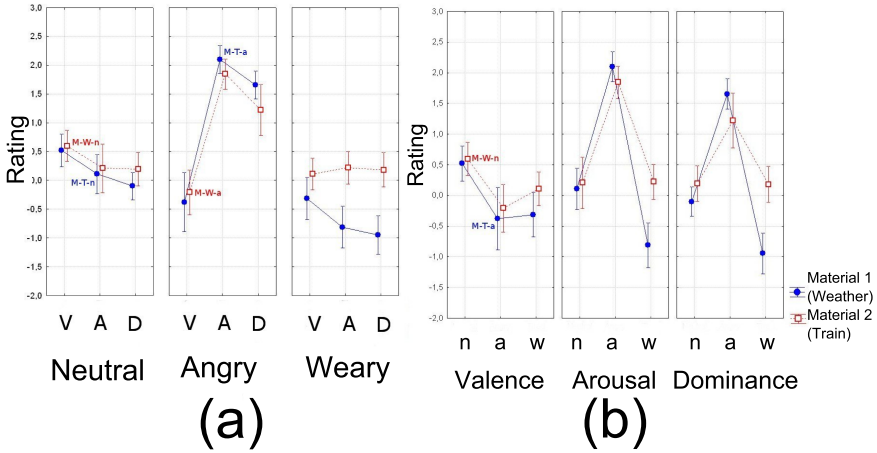 3,0
2,5
2,0
1,5
1,0
0,5
0,0
-0,5
-1,0
-1,5
2,0
Rating
M-W-n
M-T-n
M-T-a
M-W-a
V A D
V A D
V A D
Neutral Angry Weary
(a)
3,0
2,5
2,0
1,5
1,0
0,5
0,0
-0,5
-1,0
-1,5
-2,0
Rating
M-W-n
M-T-a
n a w
n a w
n a w
Valence Arousal Dominance
(b)
Material 1
(Weather)
Material 2
(Train)